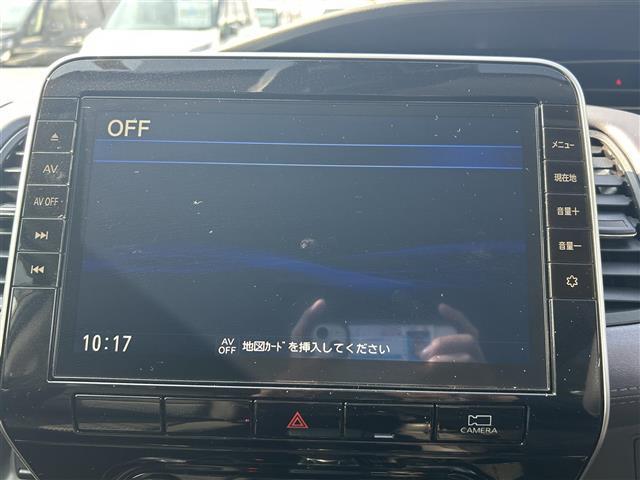 OFF
AV
AV OFF
メニュー
現在地
音量＋
音量－
10:17
AV OFF 地図ｶｰﾄﾞを挿入してください
CAMERA